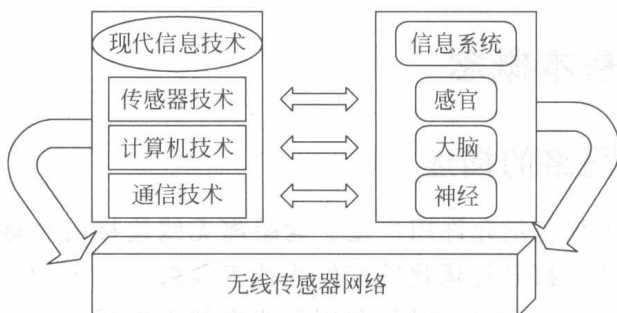 现代信息技术
信息系统
传感器技术
感官
计算机技术
大脑
通信技术
神经
无线传感器网络